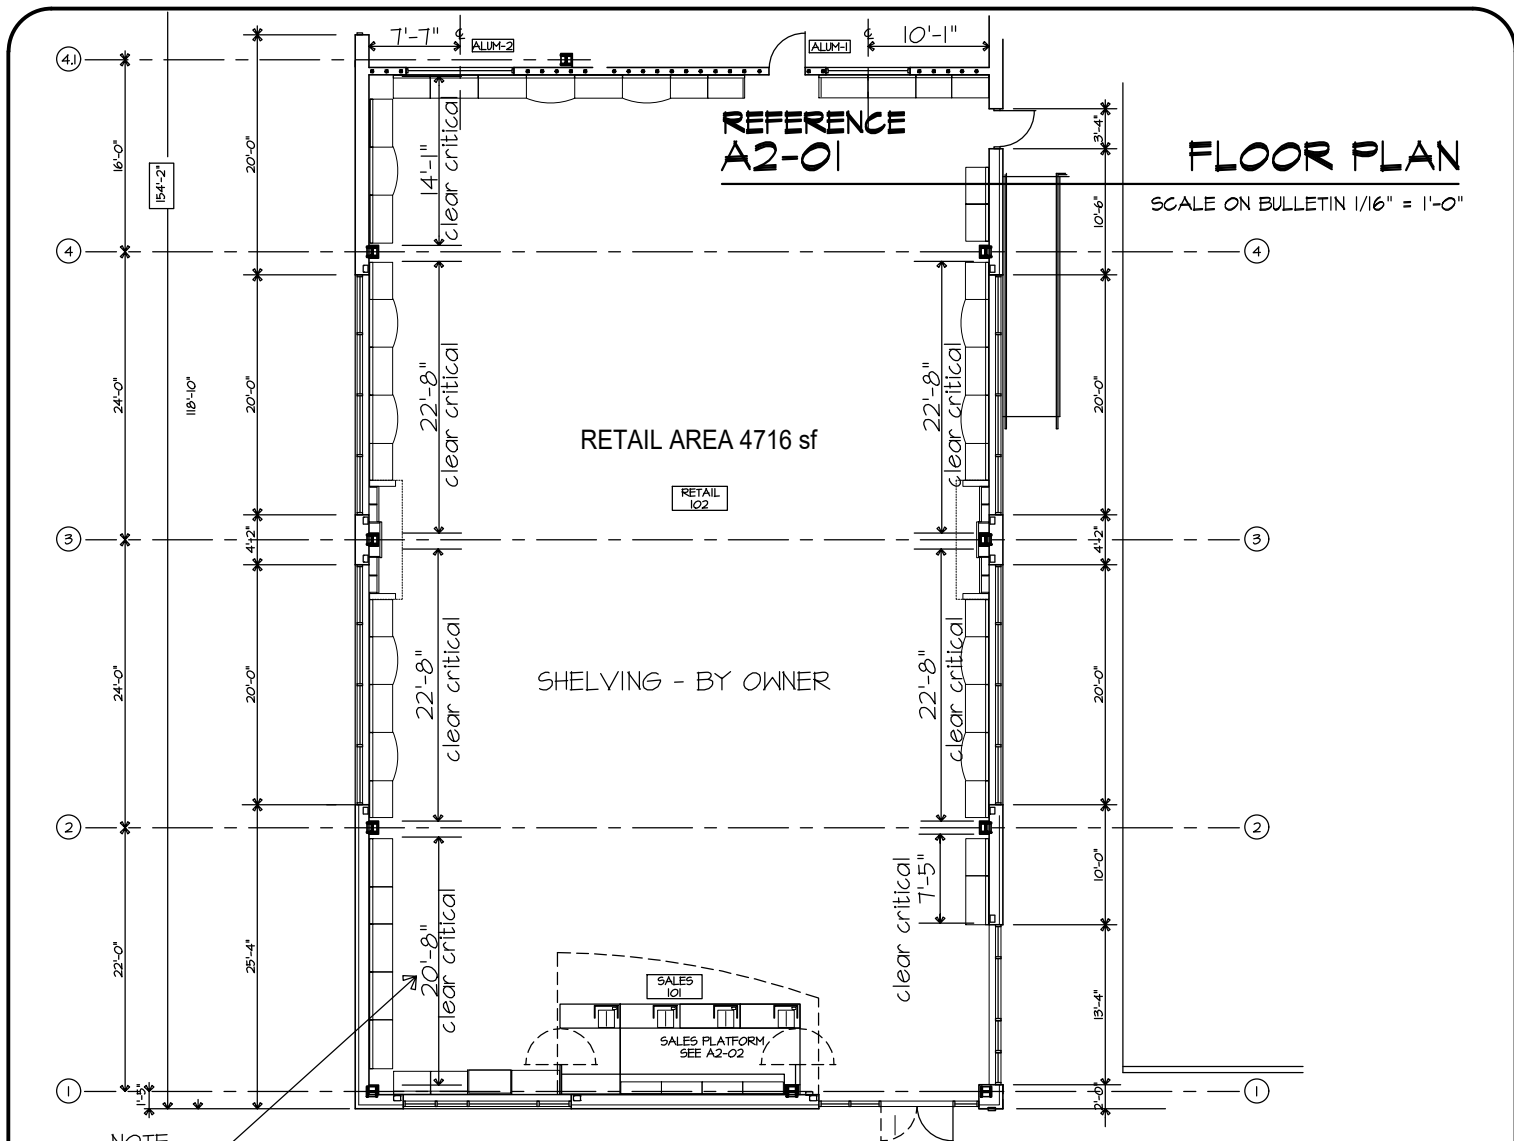 7'-7"
℄
ALUM-2
ALUM-1
℄
10'-1"
4.1
16'-0"
154'-2"
20'-0"
14'-1"
clear critical
REFERENCE
A2-01
FLOOR PLAN
SCALE ON BULLETIN 1/16" = 1'-0"
3'-4"
10'-6"
4
4
24'-0"
118'-10"
20'-0"
22'-8"
clear critical
RETAIL AREA 4716 sf
RETAIL
102
22'-8"
clear critical
20'-0"
3
4'-2"
4'-2"
3
24'-0"
20'-0"
22'-8"
clear critical
SHELVING - BY OWNER
22'-8"
clear critical
20'-0"
2
2
22'-0"
25'-4"
20'-8"
clear critical
7'-5"
clear critical
10'-0"
13'-4"
SALES
101
SALES PLATFORM
SEE A2-02
1
1'-5"
2'-0"
1
NOTE